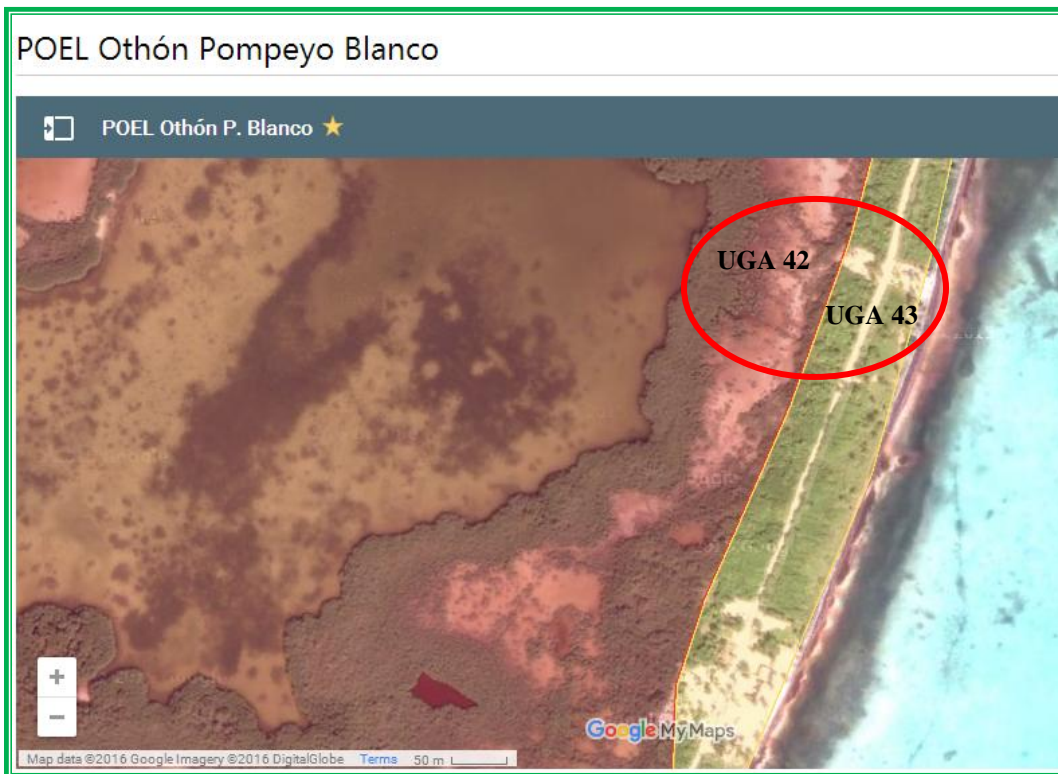 POEL Othón Pompeyo Blanco
POEL Othón P. Blanco
UGA 42
UGA 43
+
−
Google My Maps
Map data ©2016 Google Imagery ©2016 DigitalGlobe Terms 50 m